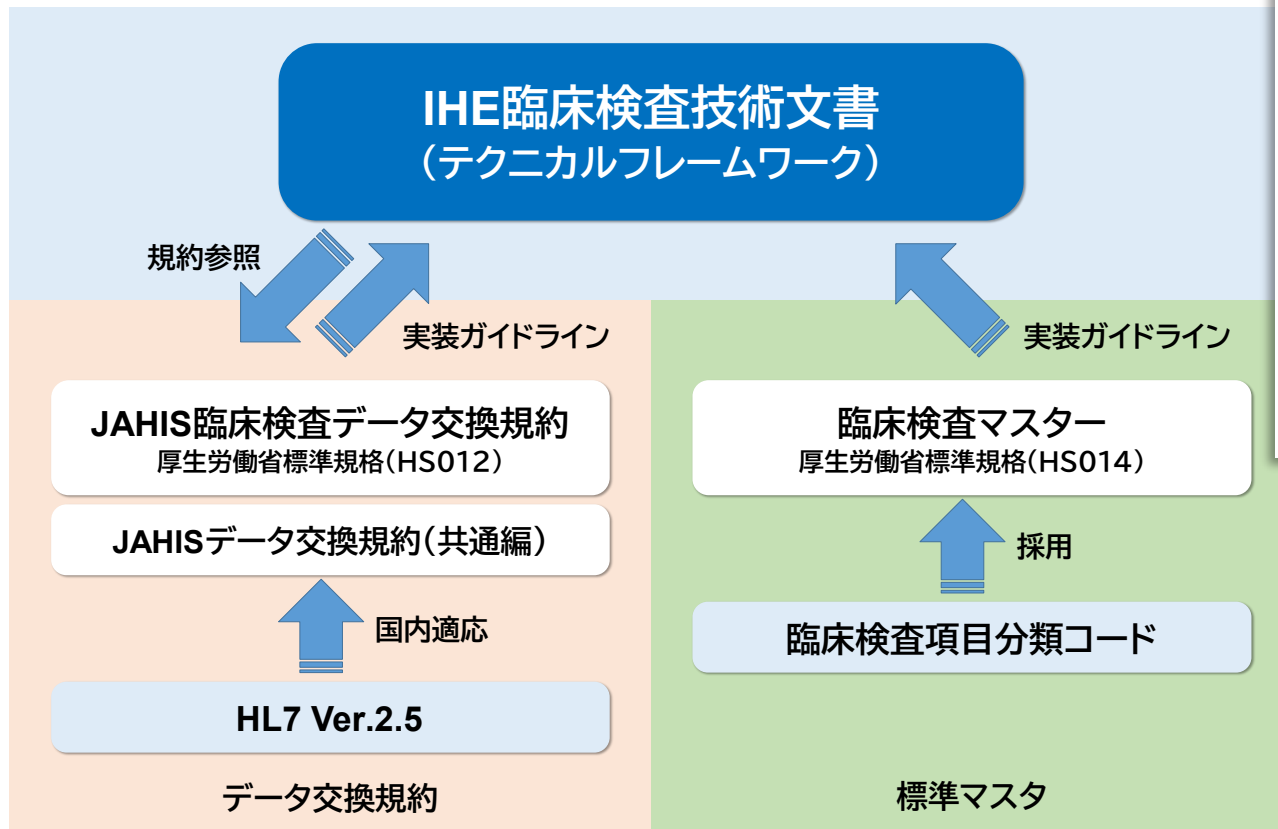 IHE臨床検査技術文書
（テクニカルフレームワーク）
規約参照
実装ガイドライン
実装ガイドライン
JAHIS臨床検査データ交換規約
厚生労働省標準規格（HS012）
JAHISデータ交換規約（共通編）
国内適応
HL7 Ver.2.5
データ交換規約
臨床検査マスター
厚生労働省標準規格（HS014）
採用
臨床検査項目分類コード
標準マスタ